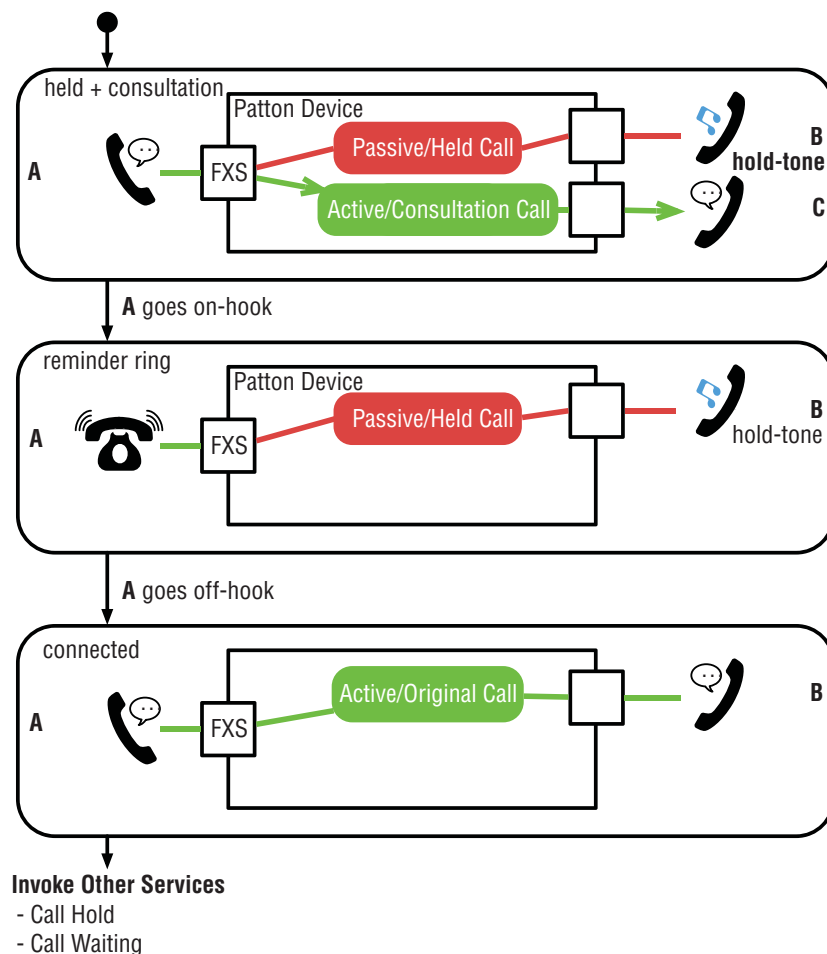 held + consultation
Patton Device
A
FXS
Passive/Held Call
Active/Consultation Call
B
hold-tone
C
A goes on-hook
reminder ring
Patton Device
A
FXS
Passive/Held Call
B
hold-tone
A goes off-hook
connected
A
FXS
Active/Original Call
B
Invoke Other Services
- Call Hold
- Call Waiting